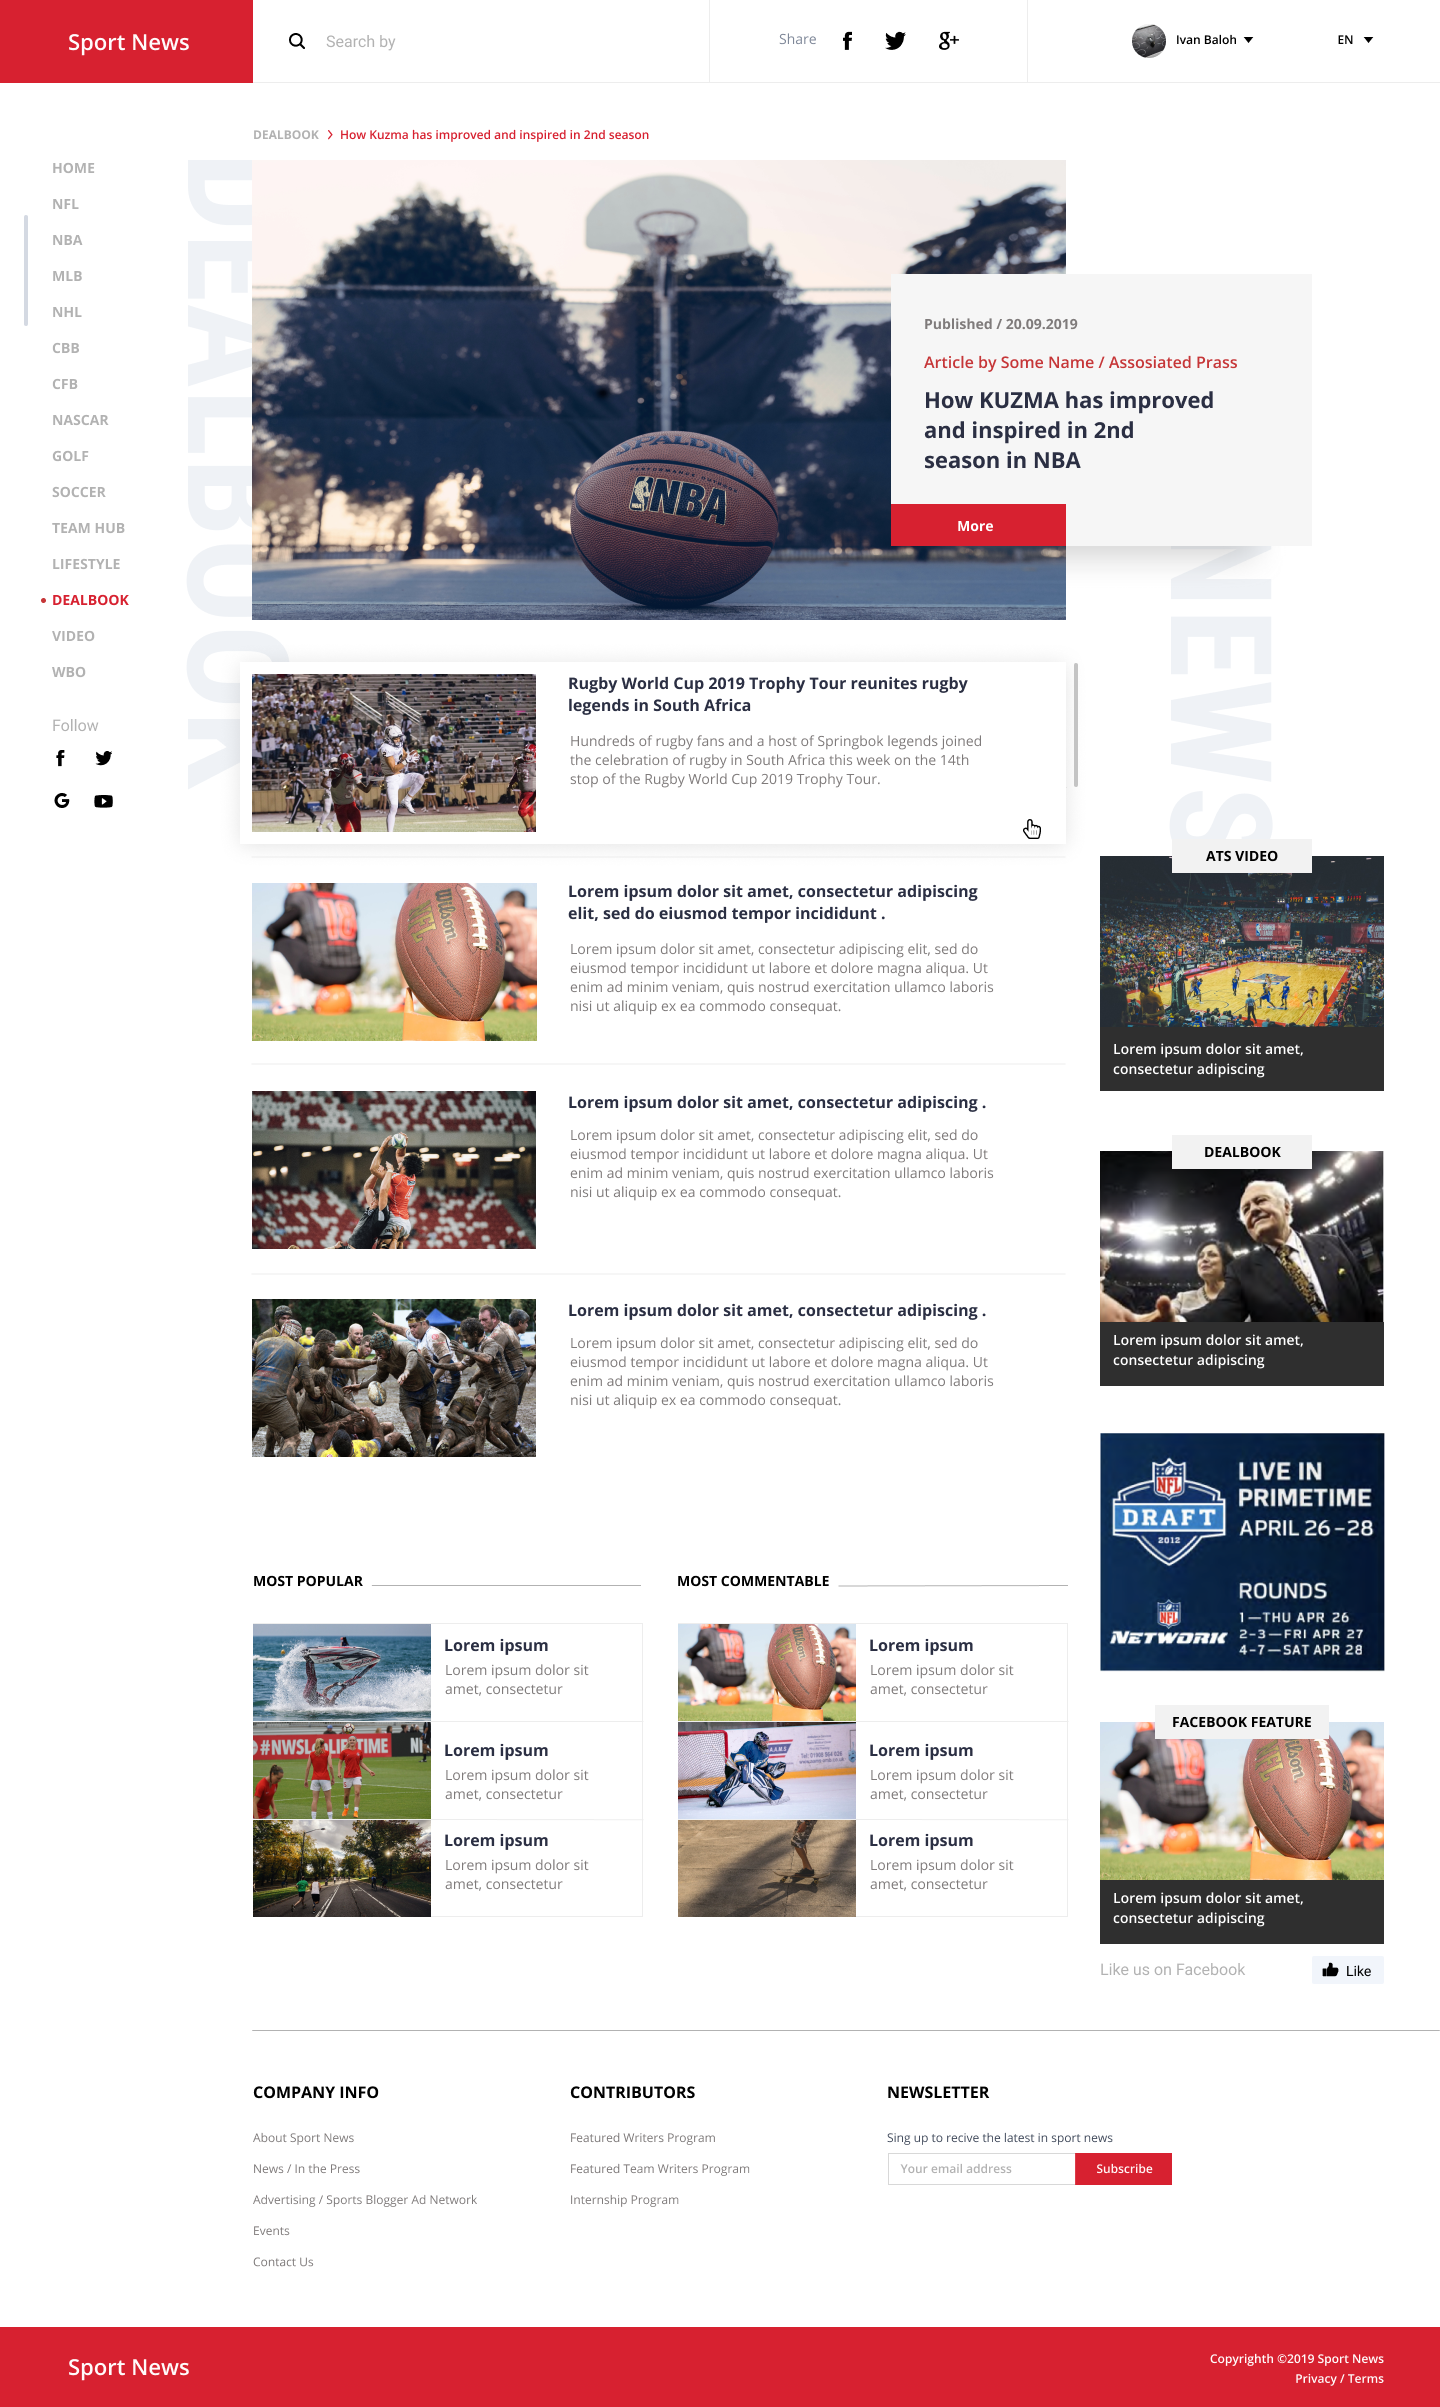 Sport News
Search by
Share
Ivan Baloh
EN
DEALBOOK
How Kuzma has improved and inspired in 2nd season
HOME
NFL
NBA
MLB
NHL
CBB
CFB
NASCAR
GOLF
SOCCER
TEAM HUB
LIFESTYLE
DEALBOOK
VIDEO
WBO
Follow
DEALBOOK
SPALDING
PERFORMANCE OUTDOOR
NBA
Published / 20.09.2019
Article by Some Name / Assosiated Prass
How KUZMA has improved
and inspired in 2nd
season in NBA
More
NEWS
Rugby World Cup 2019 Trophy Tour reunites rugby
legends in South Africa
Hundreds of rugby fans and a host of Springbok legends joined
the celebration of rugby in South Africa this week on the 14th
stop of the Rugby World Cup 2019 Trophy Tour.
Wilson
NFL
Lorem ipsum dolor sit amet, consectetur adipiscing
elit, sed do eiusmod tempor incididunt .
Lorem ipsum dolor sit amet, consectetur adipiscing elit, sed do
eiusmod tempor incididunt ut labore et dolore magna aliqua. Ut
enim ad minim veniam, quis nostrud exercitation ullamco laboris
nisi ut aliquip ex ea commodo consequat.
Lorem ipsum dolor sit amet, consectetur adipiscing .
Lorem ipsum dolor sit amet, consectetur adipiscing elit, sed do
eiusmod tempor incididunt ut labore et dolore magna aliqua. Ut
enim ad minim veniam, quis nostrud exercitation ullamco laboris
nisi ut aliquip ex ea commodo consequat.
Lorem ipsum dolor sit amet, consectetur adipiscing .
Lorem ipsum dolor sit amet, consectetur adipiscing elit, sed do
eiusmod tempor incididunt ut labore et dolore magna aliqua. Ut
enim ad minim veniam, quis nostrud exercitation ullamco laboris
nisi ut aliquip ex ea commodo consequat.
ATS VIDEO
Lorem ipsum dolor sit amet,
consectetur adipiscing
DEALBOOK
Lorem ipsum dolor sit amet,
consectetur adipiscing
NFL
DRAFT
2012
LIVE IN
PRIMETIME
APRIL 26-28
ROUNDS
1—THU APR 26
2-3—FRI APR 27
4-7—SAT APR 28
NFL
NETWORK
FACEBOOK FEATURE
Wilson
NFL
Lorem ipsum dolor sit amet,
consectetur adipiscing
Like us on Facebook
Like
MOST POPULAR
Lorem ipsum
Lorem ipsum dolor sit
amet, consectetur
#NWSL
LIFETIME
Lorem ipsum
Lorem ipsum dolor sit
amet, consectetur
Lorem ipsum
Lorem ipsum dolor sit
amet, consectetur
MOST COMMENTABLE
Wilson
NFL
Lorem ipsum
Lorem ipsum dolor sit
amet, consectetur
Lorem ipsum
Lorem ipsum dolor sit
amet, consectetur
Lorem ipsum
Lorem ipsum dolor sit
amet, consectetur
COMPANY INFO
About Sport News
News / In the Press
Advertising / Sports Blogger Ad Network
Events
Contact Us
CONTRIBUTORS
Featured Writers Program
Featured Team Writers Program
Internship Program
NEWSLETTER
Sing up to recive the latest in sport news
Your email address
Subscribe
Sport News
Copyrighth ©2019 Sport News
Privacy / Terms